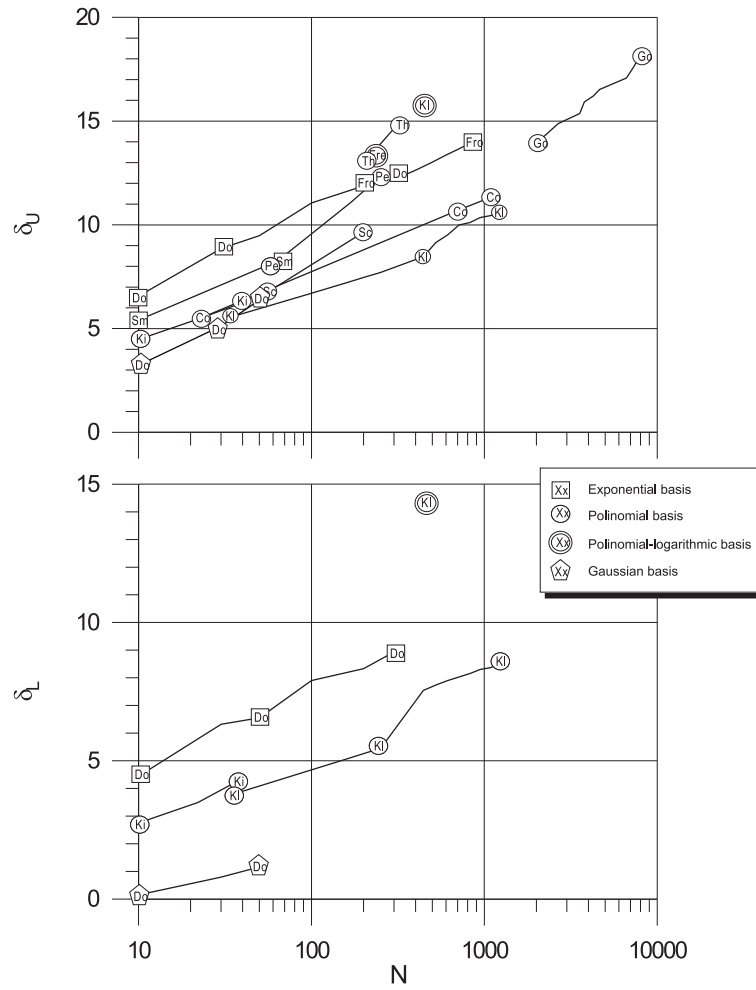 20
15
10
5
0
δU
Go
Go
Kl
Th
Fre
Th
Pe
Fro
Do
Fro
Do
Do
Sm
Pe
Sm
Sc
Co
Co
Kl
Kl
Sc
Do
Ki
Kl
Co
Ki
Do
Do
15
10
5
0
δL
Kl
Do
Do
Do
Kl
Kl
Ki
Kl
Ki
Do
Do
10
100
1000
10000
N
Xx Exponential basis
Xx Polinomial basis
Xx Polinomial-logarithmic basis
Xx Gaussian basis